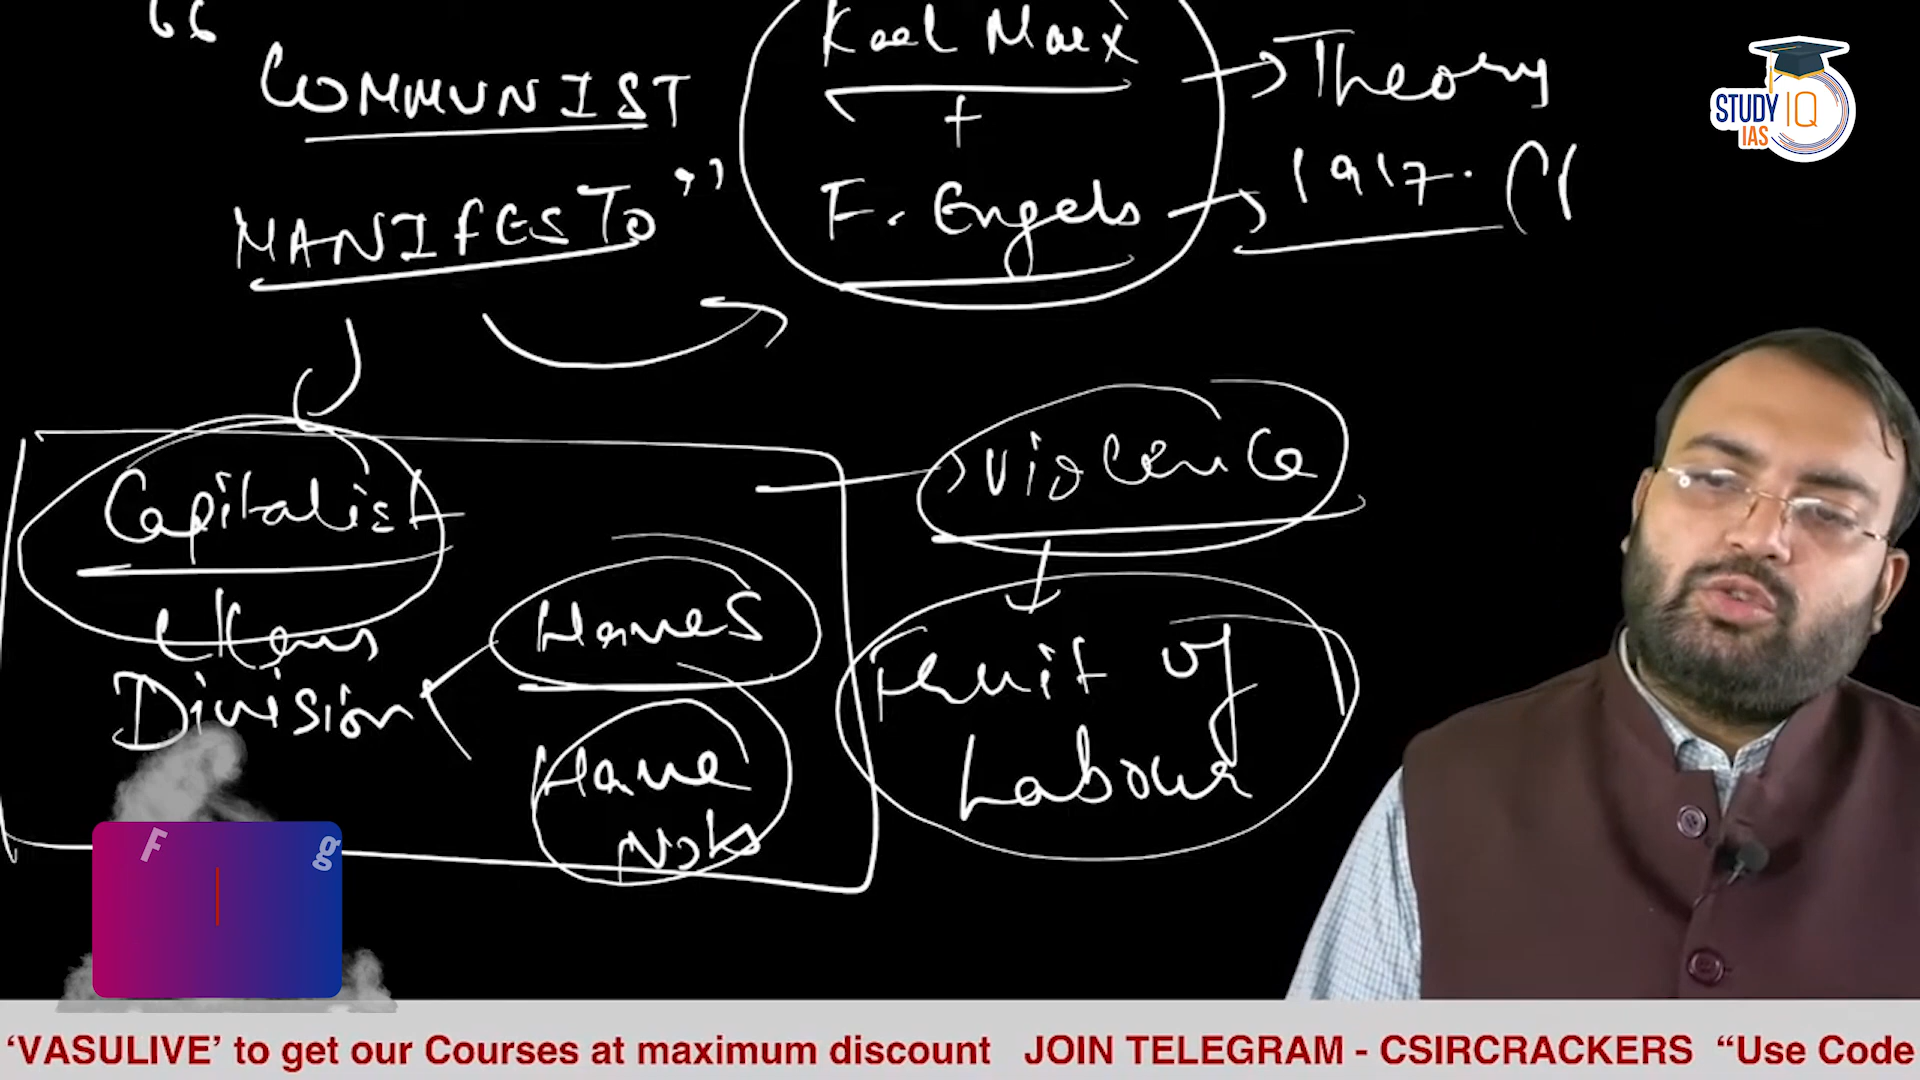 “
COMMUNIST
MANIFESTO”
Karl Marx
+
F. Engels
Theory
1917.
STUDY IQ
IAS
Capitalist
Class
Division
Haves
Have
Nots
Violence
Fruit of
Labour
F g
‘VASULIVE’ to get our Courses at maximum discount JOIN TELEGRAM - CSIRCRACKERS “Use Code